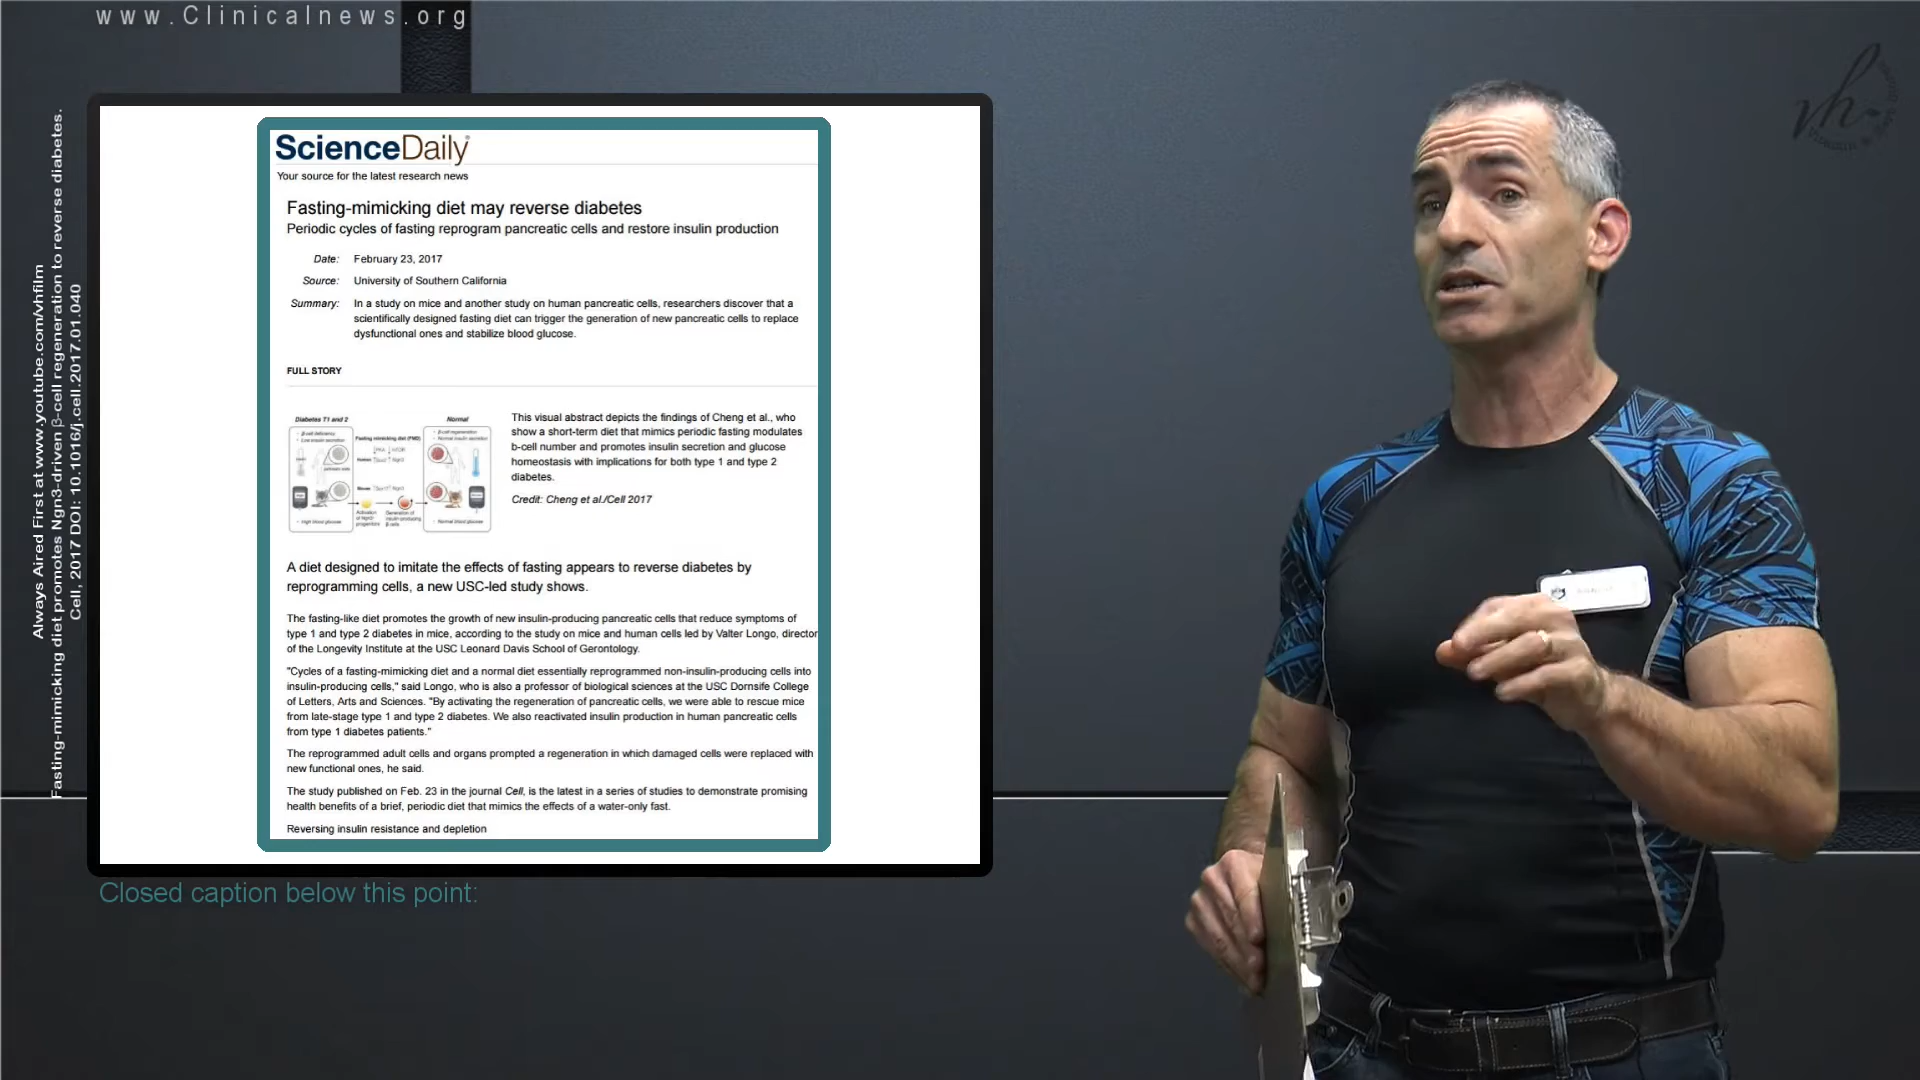 www.Clinicalnews.org
Always Aired First at www.youtube.com/vhfilm
Fasting-mimicking diet promotes Ngn3-driven β-cell regeneration to reverse diabetes.
Cell, 2017 DOI: 10.1016/j.cell.2017.01.040
ScienceDaily
Your source for the latest research news
Fasting-mimicking diet may reverse diabetes
Periodic cycles of fasting reprogram pancreatic cells and restore insulin production
Date: February 23, 2017
Source: University of Southern California
Summary: In a study on mice and another study on human pancreatic cells, researchers discover that a
scientifically designed fasting diet can trigger the generation of new pancreatic cells to replace
dysfunctional ones and stabilize blood glucose.
FULL STORY
Diabetes T1 and 2
Normal
Fasting mimicking diet (FMD)
High blood glucose
Normal blood glucose
This visual abstract depicts the findings of Cheng et al., who
show a short-term diet that mimics periodic fasting modulates
b-cell number and promotes insulin secretion and glucose
homeostasis with implications for both type 1 and type 2
diabetes.
Credit: Cheng et al./Cell 2017
A diet designed to imitate the effects of fasting appears to reverse diabetes by
reprogramming cells, a new USC-led study shows.
The fasting-like diet promotes the growth of new insulin-producing pancreatic cells that reduce symptoms of
type 1 and type 2 diabetes in mice, according to the study on mice and human cells led by Valter Longo, director
of the Longevity Institute at the USC Leonard Davis School of Gerontology.
"Cycles of a fasting-mimicking diet and a normal diet essentially reprogrammed non-insulin-producing cells into
insulin-producing cells," said Longo, who is also a professor of biological sciences at the USC Dornsife College
of Letters, Arts and Sciences. "By activating the regeneration of pancreatic cells, we were able to rescue mice
from late-stage type 1 and type 2 diabetes. We also reactivated insulin production in human pancreatic cells
from type 1 diabetes patients."
The reprogrammed adult cells and organs prompted a regeneration in which damaged cells were replaced with
new functional ones, he said.
The study published on Feb. 23 in the journal Cell, is the latest in a series of studies to demonstrate promising
health benefits of a brief, periodic diet that mimics the effects of a water-only fast.
Reversing insulin resistance and depletion
Closed caption below this point:
vh